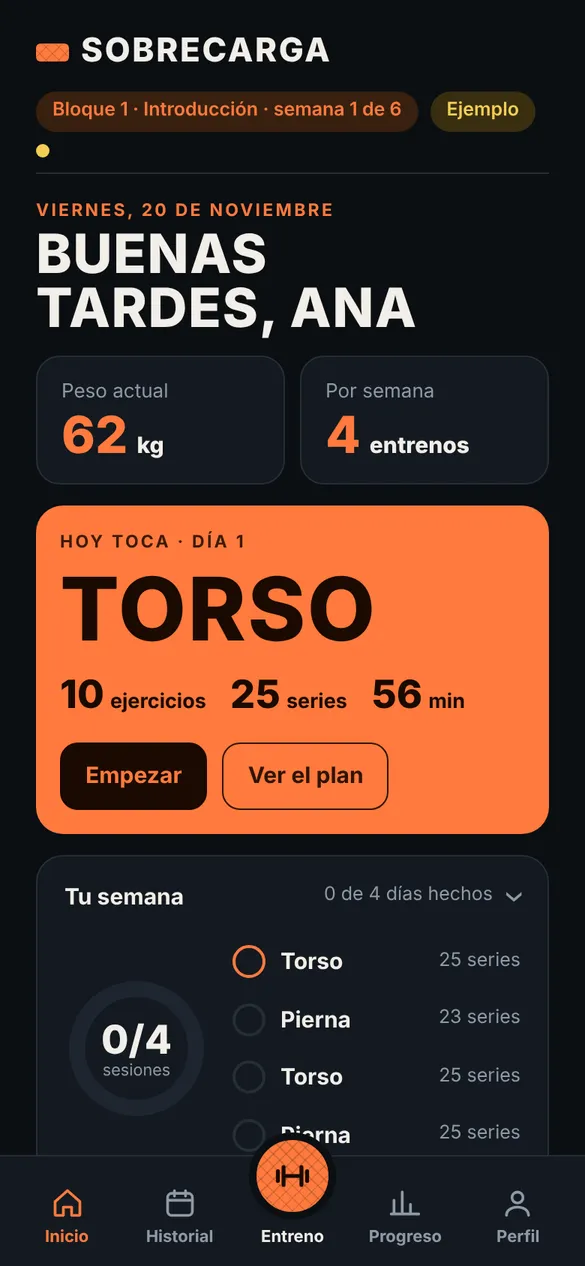 SOBRECARGA
Bloque 1 · Introducción · semana 1 de 6
Ejemplo
VIERNES, 20 DE NOVIEMBRE
BUENAS
TARDES, ANA
Peso actual
62 kg
Por semana
4 entrenos
HOY TOCA · DÍA 1
TORSO
10 ejercicios 25 series 56 min
Empezar
Ver el plan
Tu semana
0 de 4 días hechos
0/4
sesiones
Torso 25 series
Pierna 23 series
Torso 25 series
Pierna 25 series
Inicio
Historial
Entreno
Progreso
Perfil